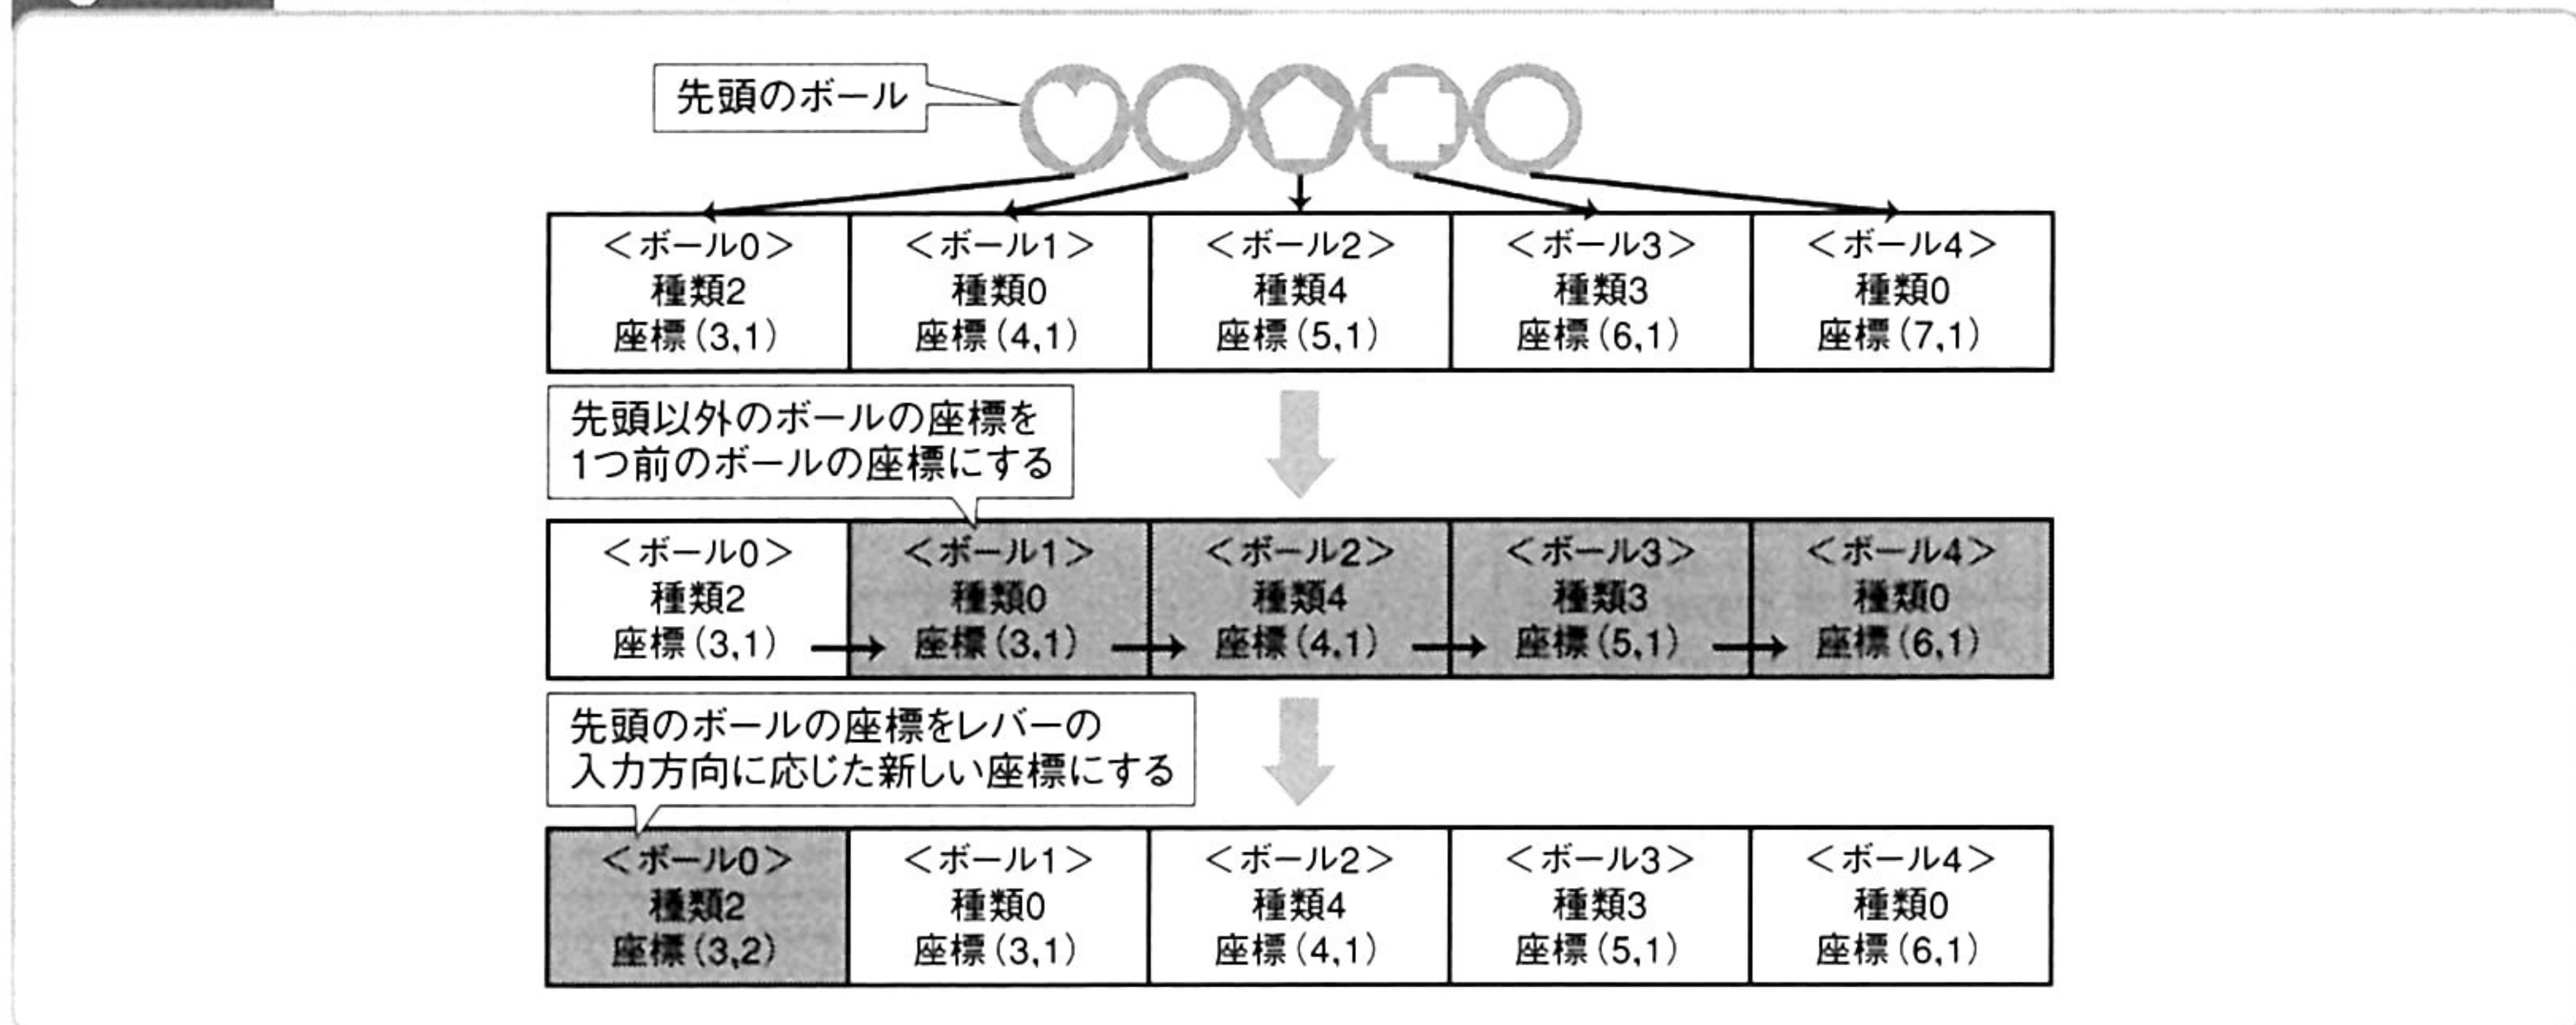 先頭のボール
＜ボール0＞ ＜ボール1＞ ＜ボール2＞ ＜ボール3＞ ＜ボール4＞
種類2 種類0 種類4 種類3 種類0
座標(3,1) 座標(4,1) 座標(5,1) 座標(6,1) 座標(7,1)
先頭以外のボールの座標を
1つ前のボールの座標にする
＜ボール0＞ ＜ボール1＞ ＜ボール2＞ ＜ボール3＞ ＜ボール4＞
種類2 種類0 種類4 種類3 種類0
座標(3,1) 座標(3,1) 座標(4,1) 座標(5,1) 座標(6,1)
先頭のボールの座標をレバーの
入力方向に応じた新しい座標にする
＜ボール0＞ ＜ボール1＞ ＜ボール2＞ ＜ボール3＞ ＜ボール4＞
種類2 種類0 種類4 種類3 種類0
座標(3,2) 座標(3,1) 座標(4,1) 座標(5,1) 座標(6,1)